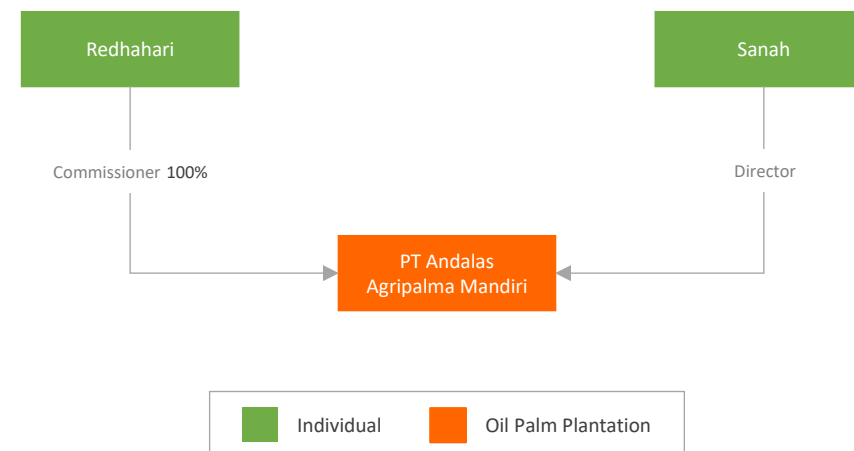 Redhahari
Sanah
Commissioner 100%
Director
PT Andalas
Agripalma Mandiri
Individual
Oil Palm Plantation